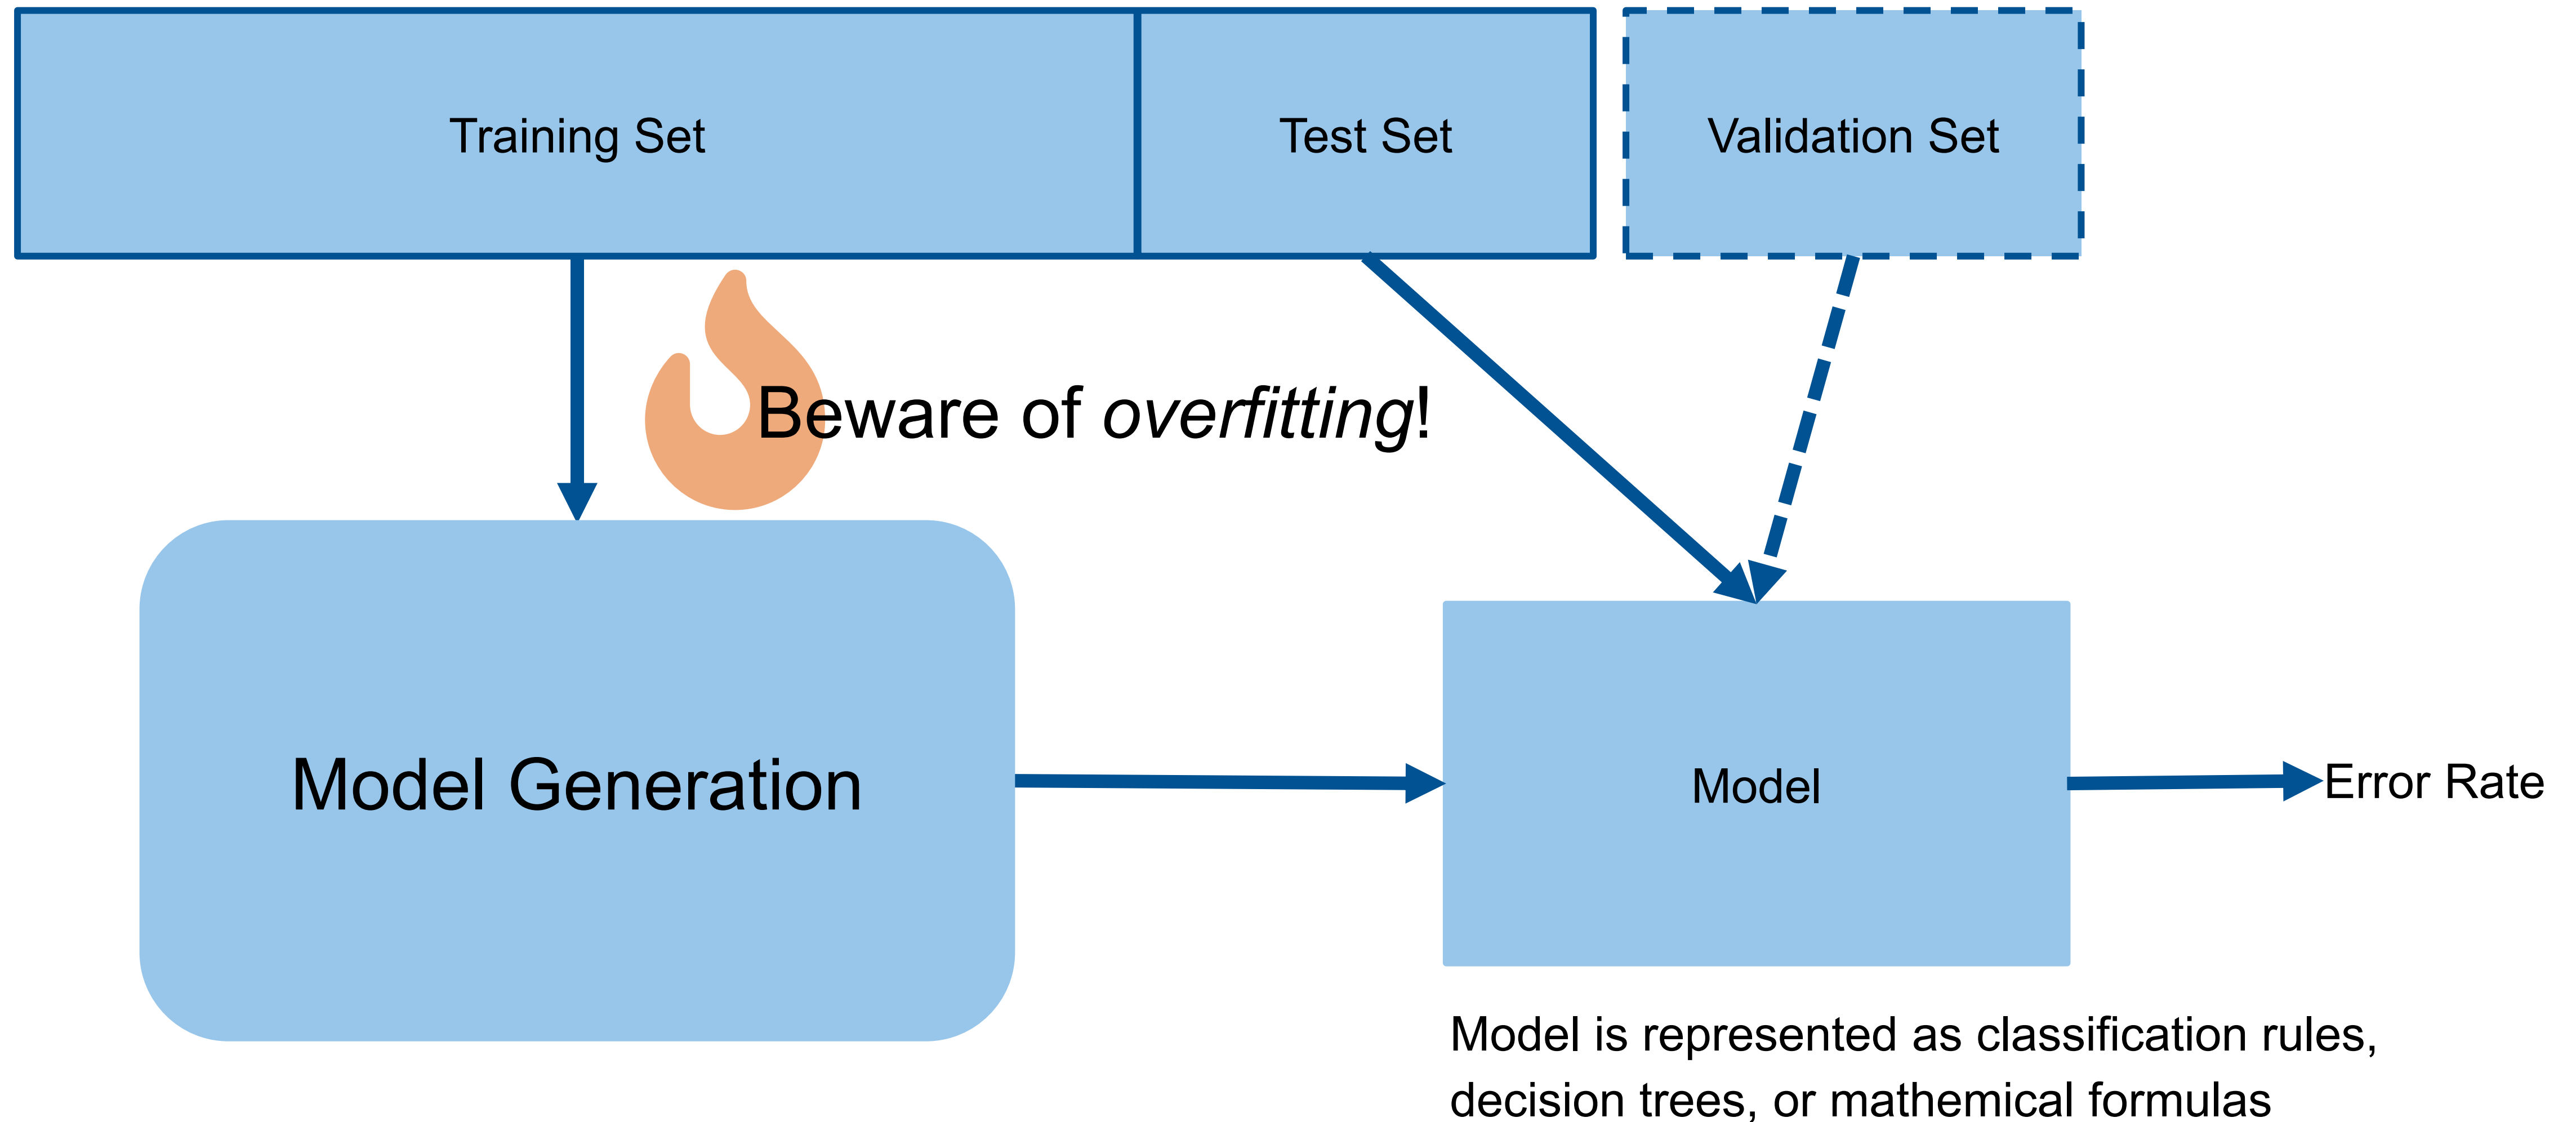 Training Set
Test Set
Validation Set
Beware of overfitting!
Model Generation
Model
Error Rate
Model is represented as classification rules,
decision trees, or mathemical formulas